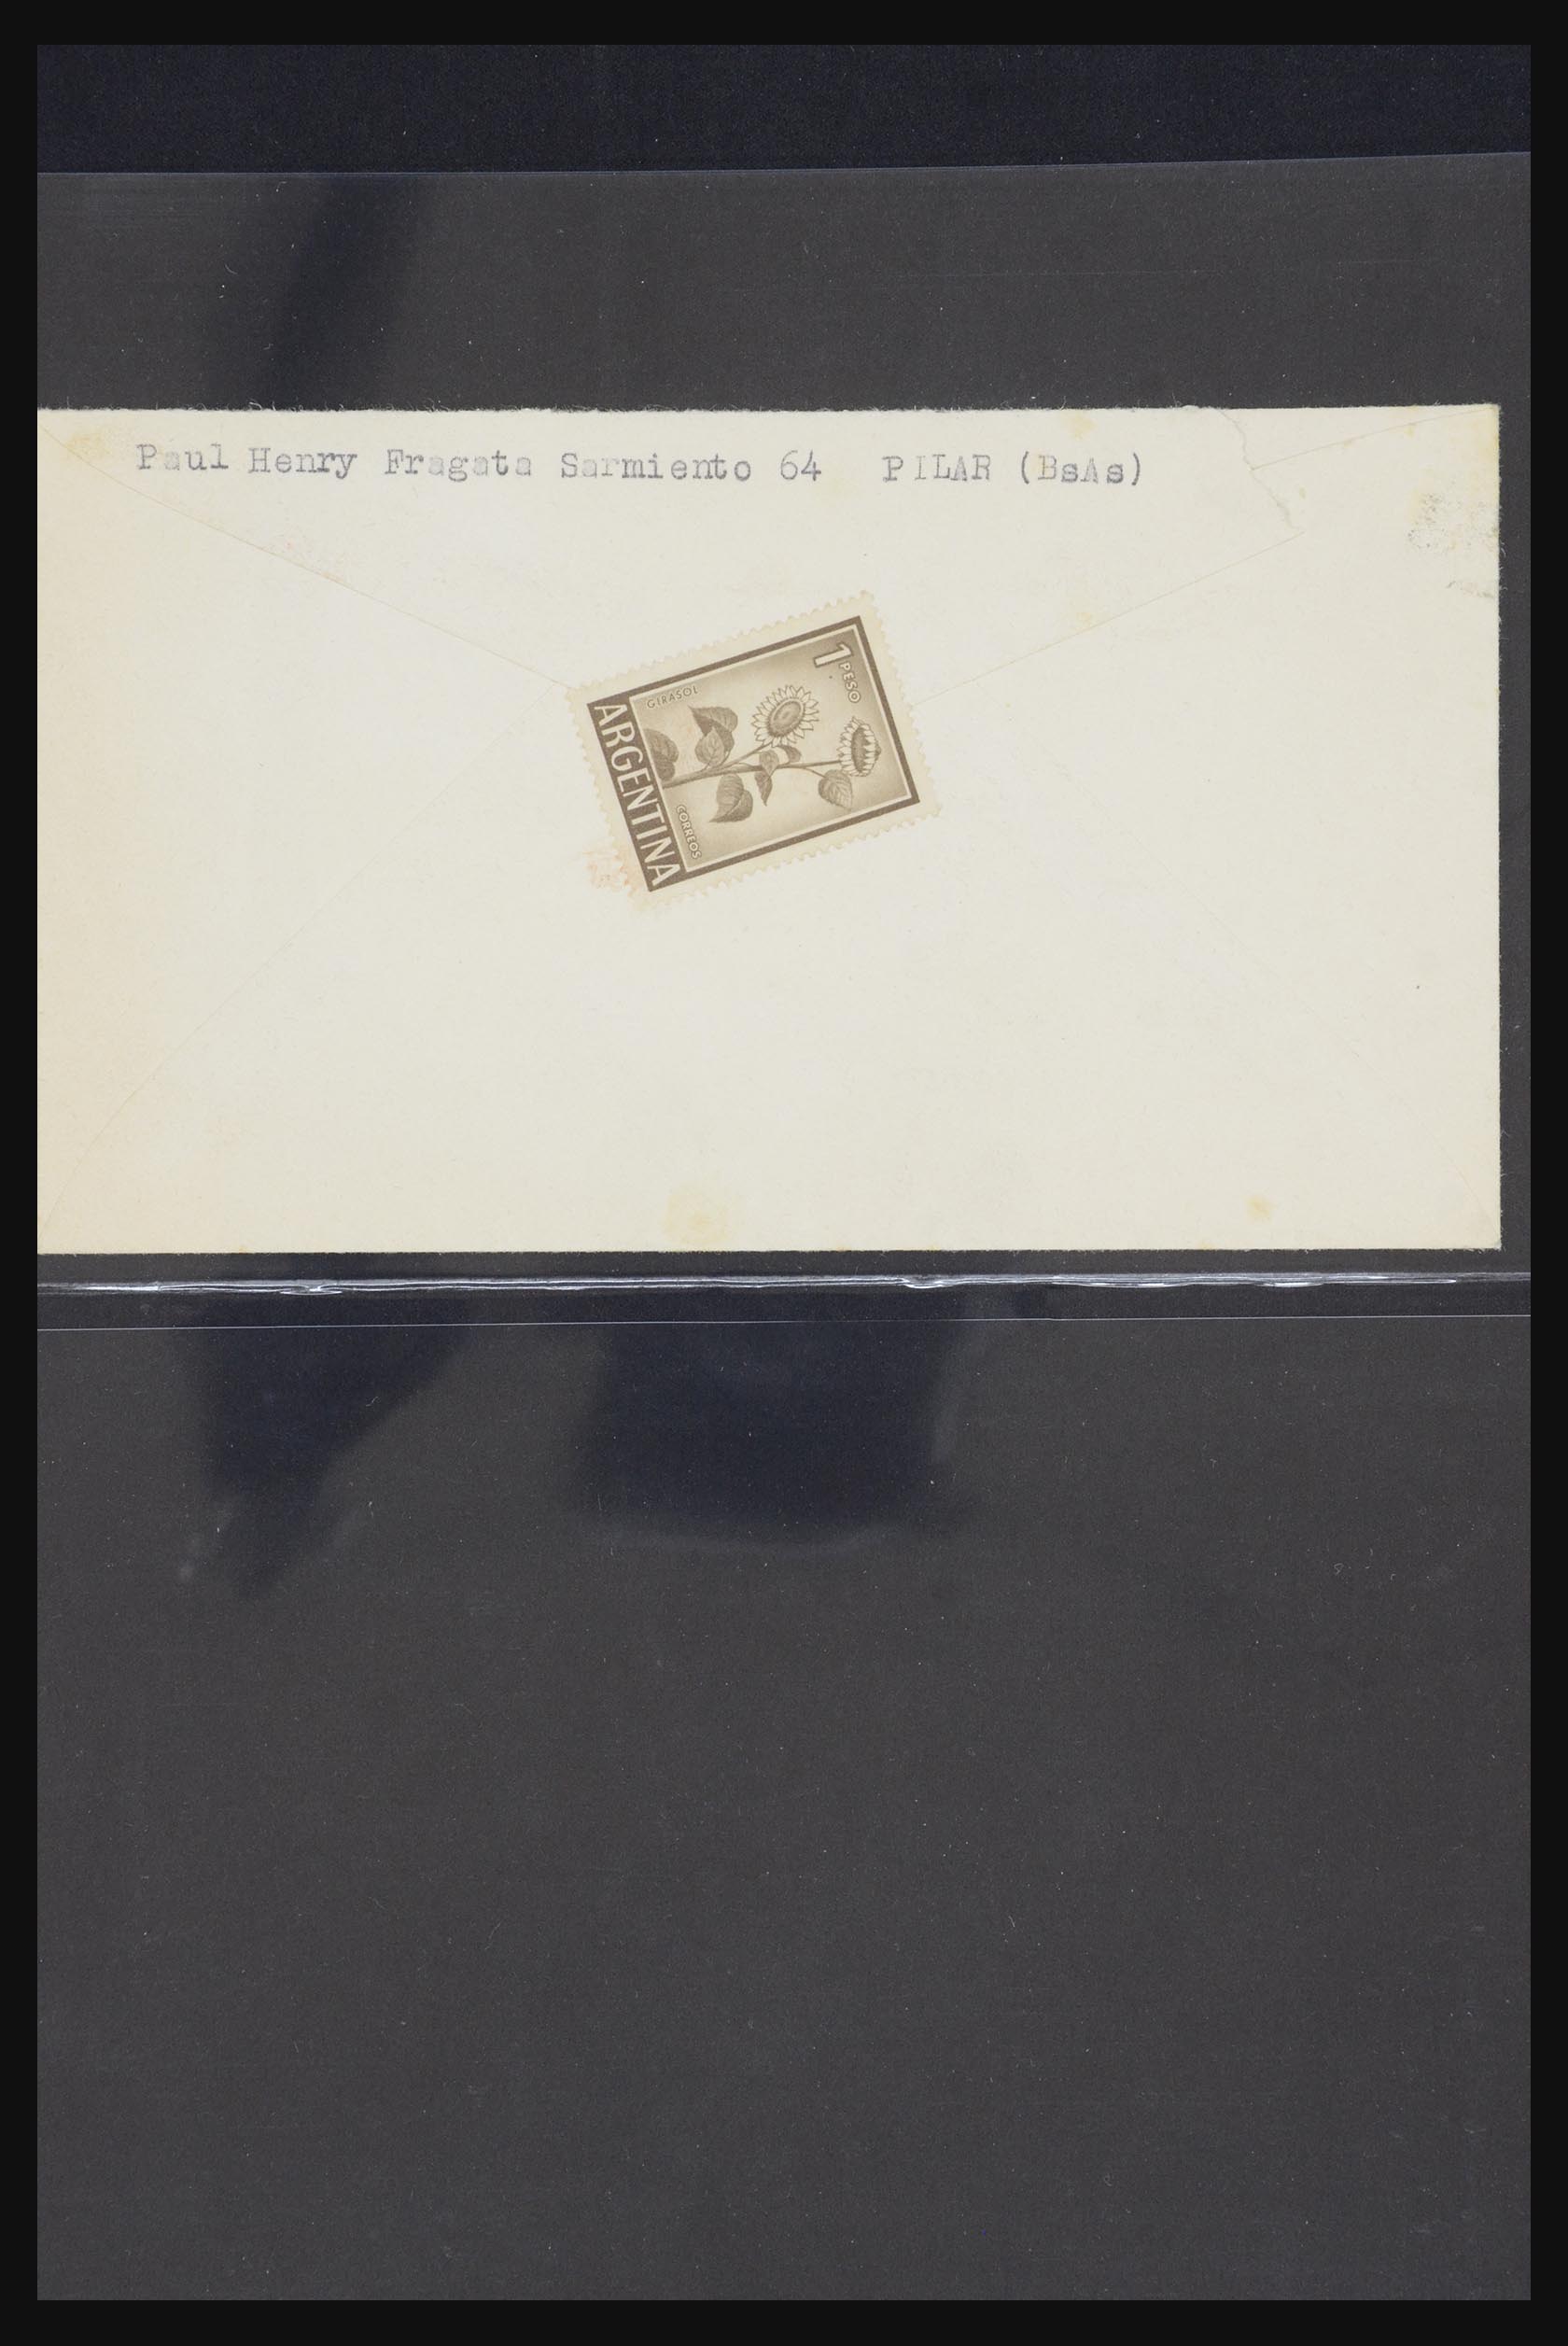 Paul Henry Fragata Sarmiento 64 PILAR (BsAs)
1 PESO
GIRASOL
CORREOS
ARGENTINA